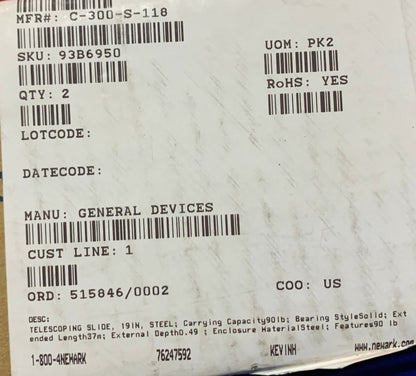 MFR#: C-300-S-118
SKU: 93B6950
UOM: PK2
QTY: 2
RoHS: YES
LOTCODE:
DATECODE:
MANU: GENERAL DEVICES
CUST LINE: 1
ORD: 515846/0002
COO: US
DESC:
TELESCOPING SLIDE, 19IN, STEEL; Carrying Capacity90lb; Bearing StyleSolid; Ext
ended Length37n; External Depth0.49 ; Enclosure MaterialSteel; Features90 lb
1-800-4NEWARK 76247592 KEVINH www.newark.com